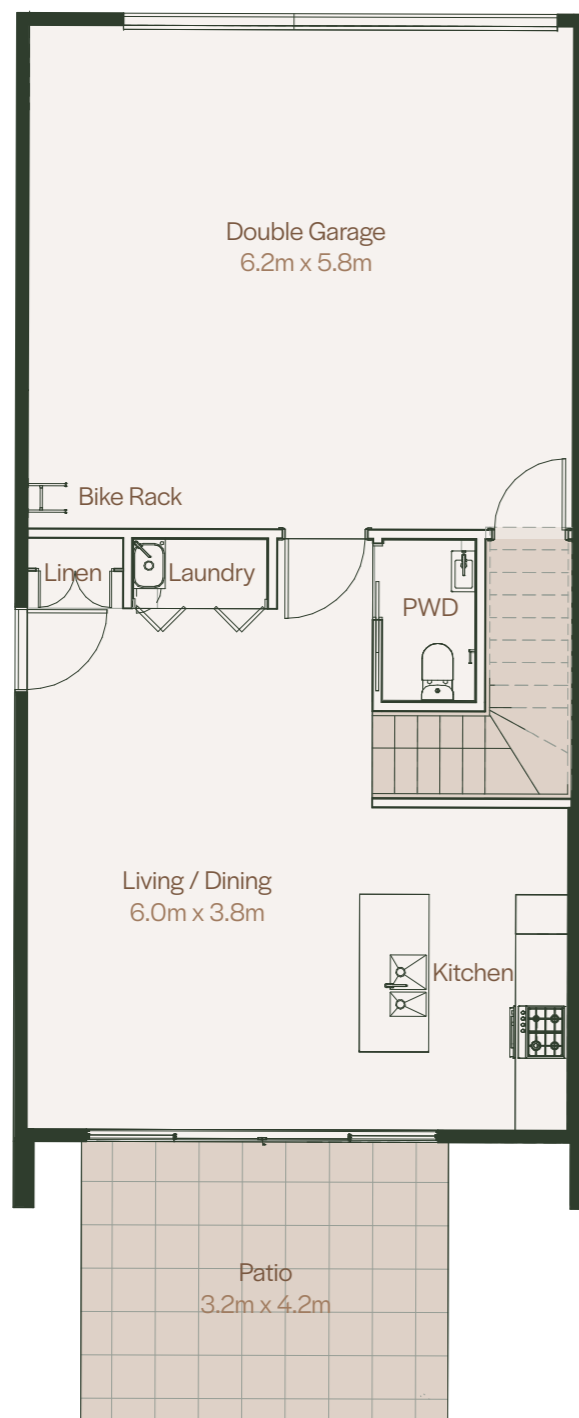 Double Garage
6.2m x 5.8m
Bike Rack
Linen
Laundry
PWD
Living / Dining
6.0m x 3.8m
Kitchen
Patio
3.2m x 4.2m